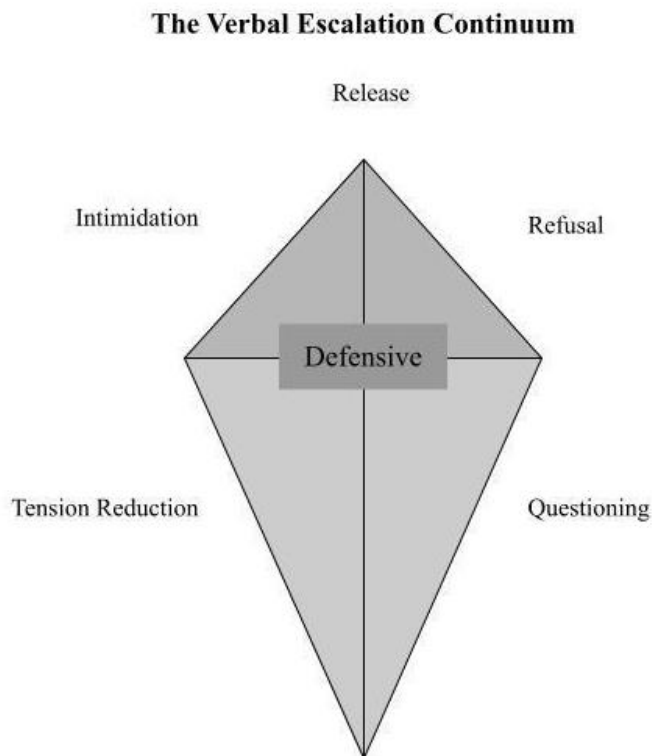 The Verbal Escalation Continuum
Release
Intimidation
Refusal
Defensive
Tension Reduction
Questioning